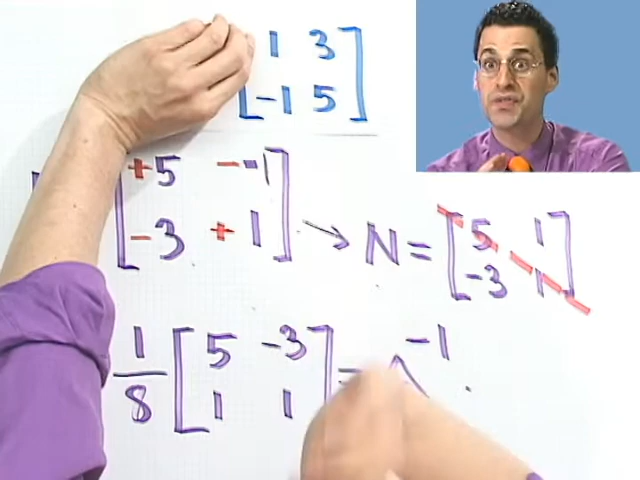 1 3
-1 5
+5 --1
-3 +1 → N = [5 1
-3 1]
1/8 [5 -3
1 1] = A⁻¹.